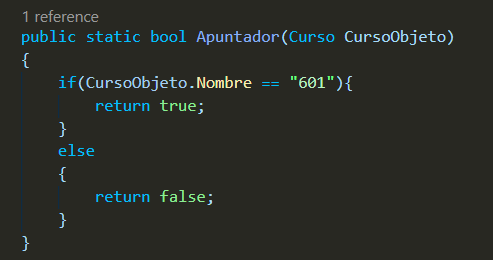 1 reference
public static bool Apuntador(Curso CursoObjeto)
{
    if(CursoObjeto.Nombre == "601"){
        return true;
    }
    else
    {
        return false;
    }
}